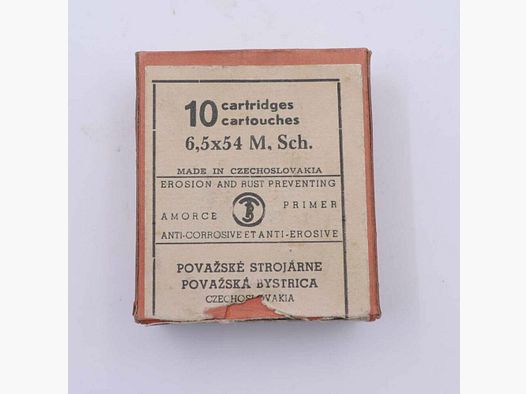 10 cartridges
cartouches
6,5x54 M. Sch.
MADE IN CZECHOSLOVAKIA
EROSION AND RUST PREVENTING
AMORCE PRIMER
ANTI-CORROSIVE ET ANTI-EROSIVE
POVAŽSKÉ STROJÁRNE
POVAŽSKÁ BYSTRICA
CZECHOSLOVAKIA